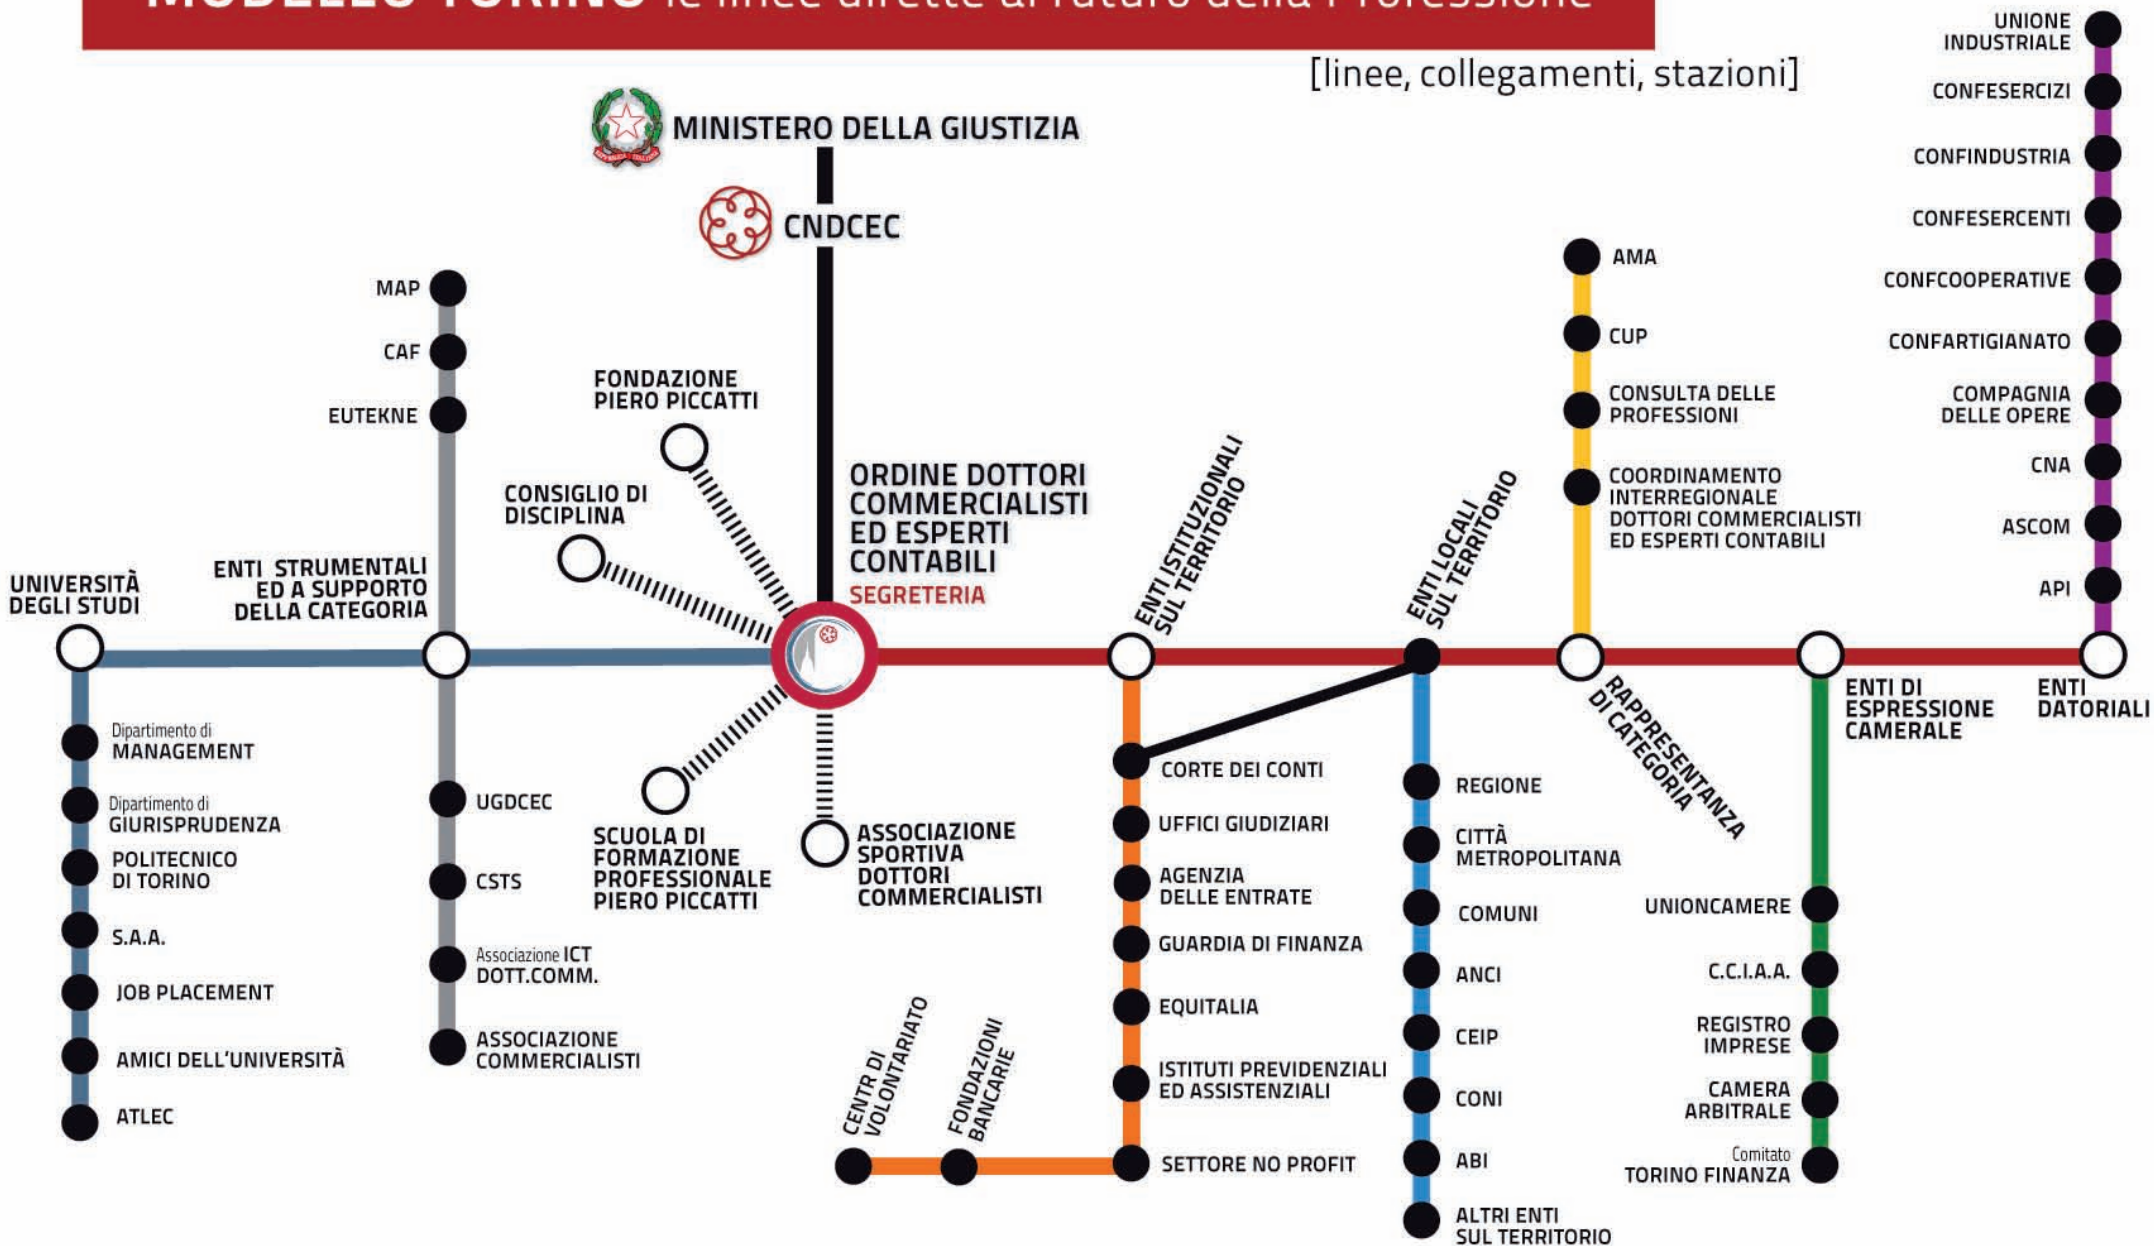 MODELLO TORINO le linee dirette al futuro della Professione
[linee, collegamenti, stazioni]
MINISTERO DELLA GIUSTIZIA
CNDCEC
MAP
CAF
EUTEKNE
FONDAZIONE
PIERO PICCATTI
CONSIGLIO DI
DISCIPLINA
ORDINE DOTTORI
COMMERCIALISTI
ED ESPERTI
CONTABILI
SEGRETERIA
UNIVERSITÀ
DEGLI STUDI
ENTI STRUMENTALI
ED A SUPPORTO
DELLA CATEGORIA
ENTI ISTITUZIONALI
SUL TERRITORIO
ENTI LOCALI
SUL TERRITORIO
AMA
CUP
CONSULTA DELLE
PROFESSIONI
COORDINAMENTO
INTERREGIONALE
DOTTORI COMMERCIALISTI
ED ESPERTI CONTABILI
UNIONE
INDUSTRIALE
CONFESERCIZI
CONFINDUSTRIA
CONFESERCENTI
CONFCOOPERATIVE
CONFARTIGIANATO
COMPAGNIA
DELLE OPERE
CNA
ASCOM
API
RAPPRESENTANZA
DI CATEGORIA
ENTI DI
ESPRESSIONE
CAMERALE
ENTI
DATORIALI
Dipartimento di
MANAGEMENT
Dipartimento di
GIURISPRUDENZA
POLITECNICO
DI TORINO
S.A.A.
JOB PLACEMENT
AMICI DELL'UNIVERSITÀ
ATLEC
UGDCEC
CSTS
Associazione ICT
DOTT.COMM.
ASSOCIAZIONE
COMMERCIALISTI
SCUOLA DI
FORMAZIONE
PROFESSIONALE
PIERO PICCATTI
ASSOCIAZIONE
SPORTIVA
DOTTORI
COMMERCIALISTI
CORTE DEI CONTI
UFFICI GIUDIZIARI
AGENZIA
DELLE ENTRATE
GUARDIA DI FINANZA
EQUITALIA
ISTITUTI PREVIDENZIALI
ED ASSISTENZIALI
SETTORE NO PROFIT
CENTR DI
VOLONTARIATO
FONDAZIONI
BANCARIE
REGIONE
CITTÀ
METROPOLITANA
COMUNI
ANCI
CEIP
CONI
ABI
ALTRI ENTI
SUL TERRITORIO
UNIONCAMERE
C.C.I.A.A.
REGISTRO
IMPRESE
CAMERA
ARBITRALE
Comitato
TORINO FINANZA